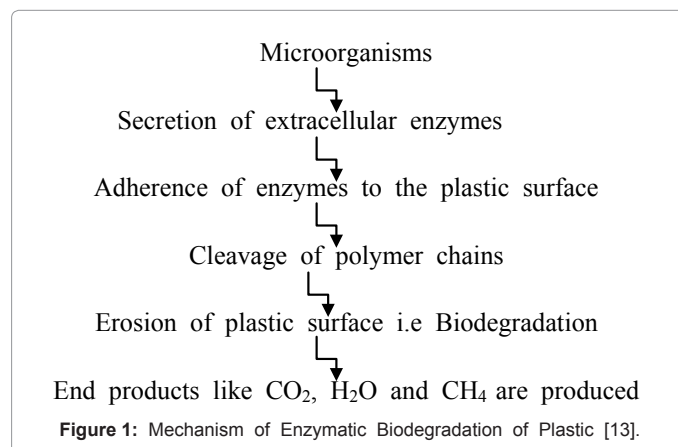 Microorganisms
Secretion of extracellular enzymes
Adherence of enzymes to the plastic surface
Cleavage of polymer chains
Erosion of plastic surface i.e Biodegradation
End products like CO₂, H₂O and CH₄ are produced
Figure 1: Mechanism of Enzymatic Biodegradation of Plastic [13].